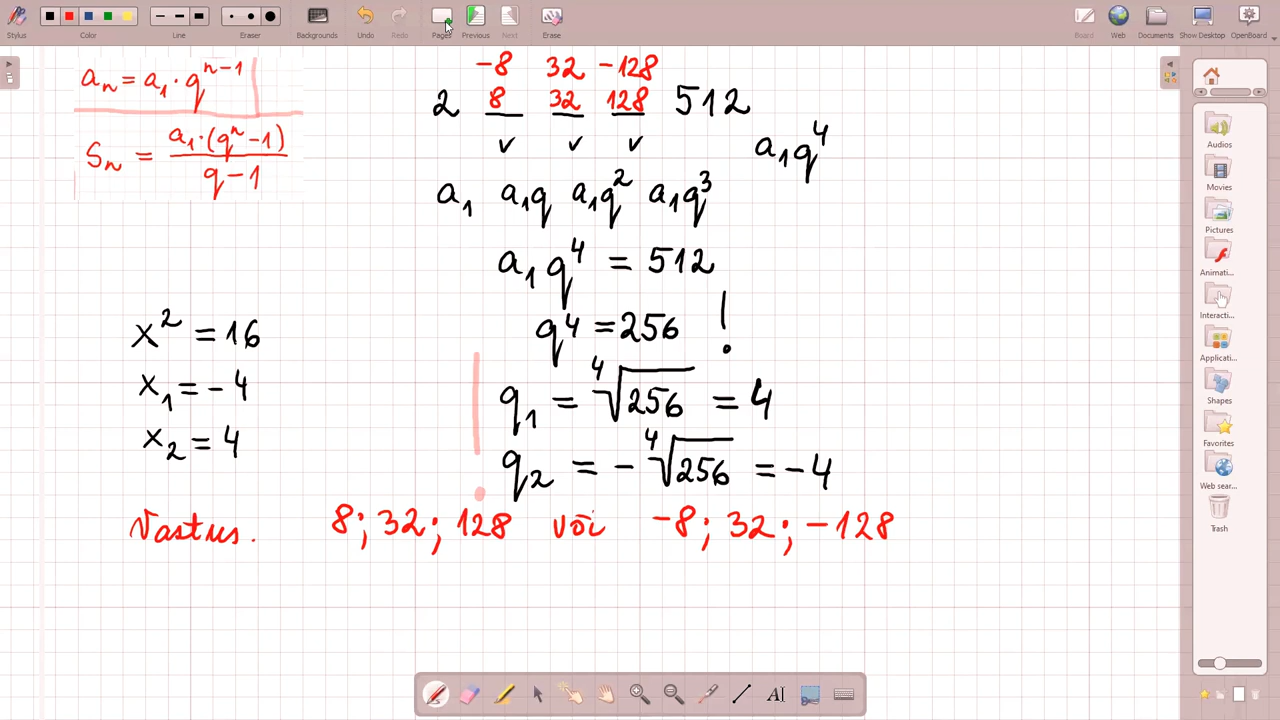 Stylus Color Line Eraser Backgrounds Undo Redo Pages Previous Next Erase Board Web Documents Show Desktop OpenBoard
aₙ = a₁ · qⁿ⁻¹
Sₙ = a₁·(qⁿ−1) / q−1
−8 32 −128
2 8 32 128 512
v v v
a₁q⁴
a₁ a₁q a₁q² a₁q³
a₁q⁴ = 512
q⁴ = 256 !
q₁ = ⁴√256 = 4
q₂ = − ⁴√256 = −4
x² = 16
x₁ = −4
x₂ = 4
Vastus. 8; 32; 128 või −8; 32; −128
Audios
Movies
Pictures
Animati...
Interacti...
Applicati...
Shapes
Favorites
Web sear...
Trash
AI